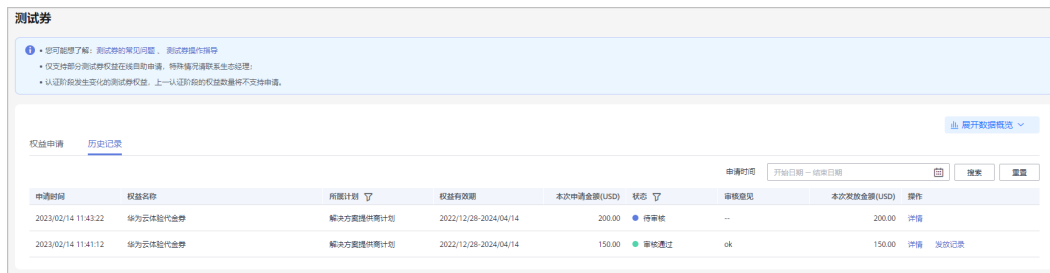 测试券
• 您可能想了解：测试券的常见问题 、 测试券操作指导
• 仅支持部分测试券权益在线自助申请，特殊情况请联系生态经理；
• 认证阶段发生变化的测试券权益，上一认证阶段的权益数量将不支持申请。
展开数据概览
权益申请 历史记录
申请时间 开始日期 – 结束日期 搜索 重置
申请时间 权益名称 所属计划 权益有效期 本次申请金额(USD) 状态 审核意见 本次发放金额(USD) 操作
2023/02/14 11:43:22 华为云体验代金券 解决方案提供商计划 2022/12/28-2024/04/14 200.00 待审核 -- 200.00 详情
2023/02/14 11:41:12 华为云体验代金券 解决方案提供商计划 2022/12/28-2024/04/14 150.00 审核通过 ok 150.00 详情 发放记录